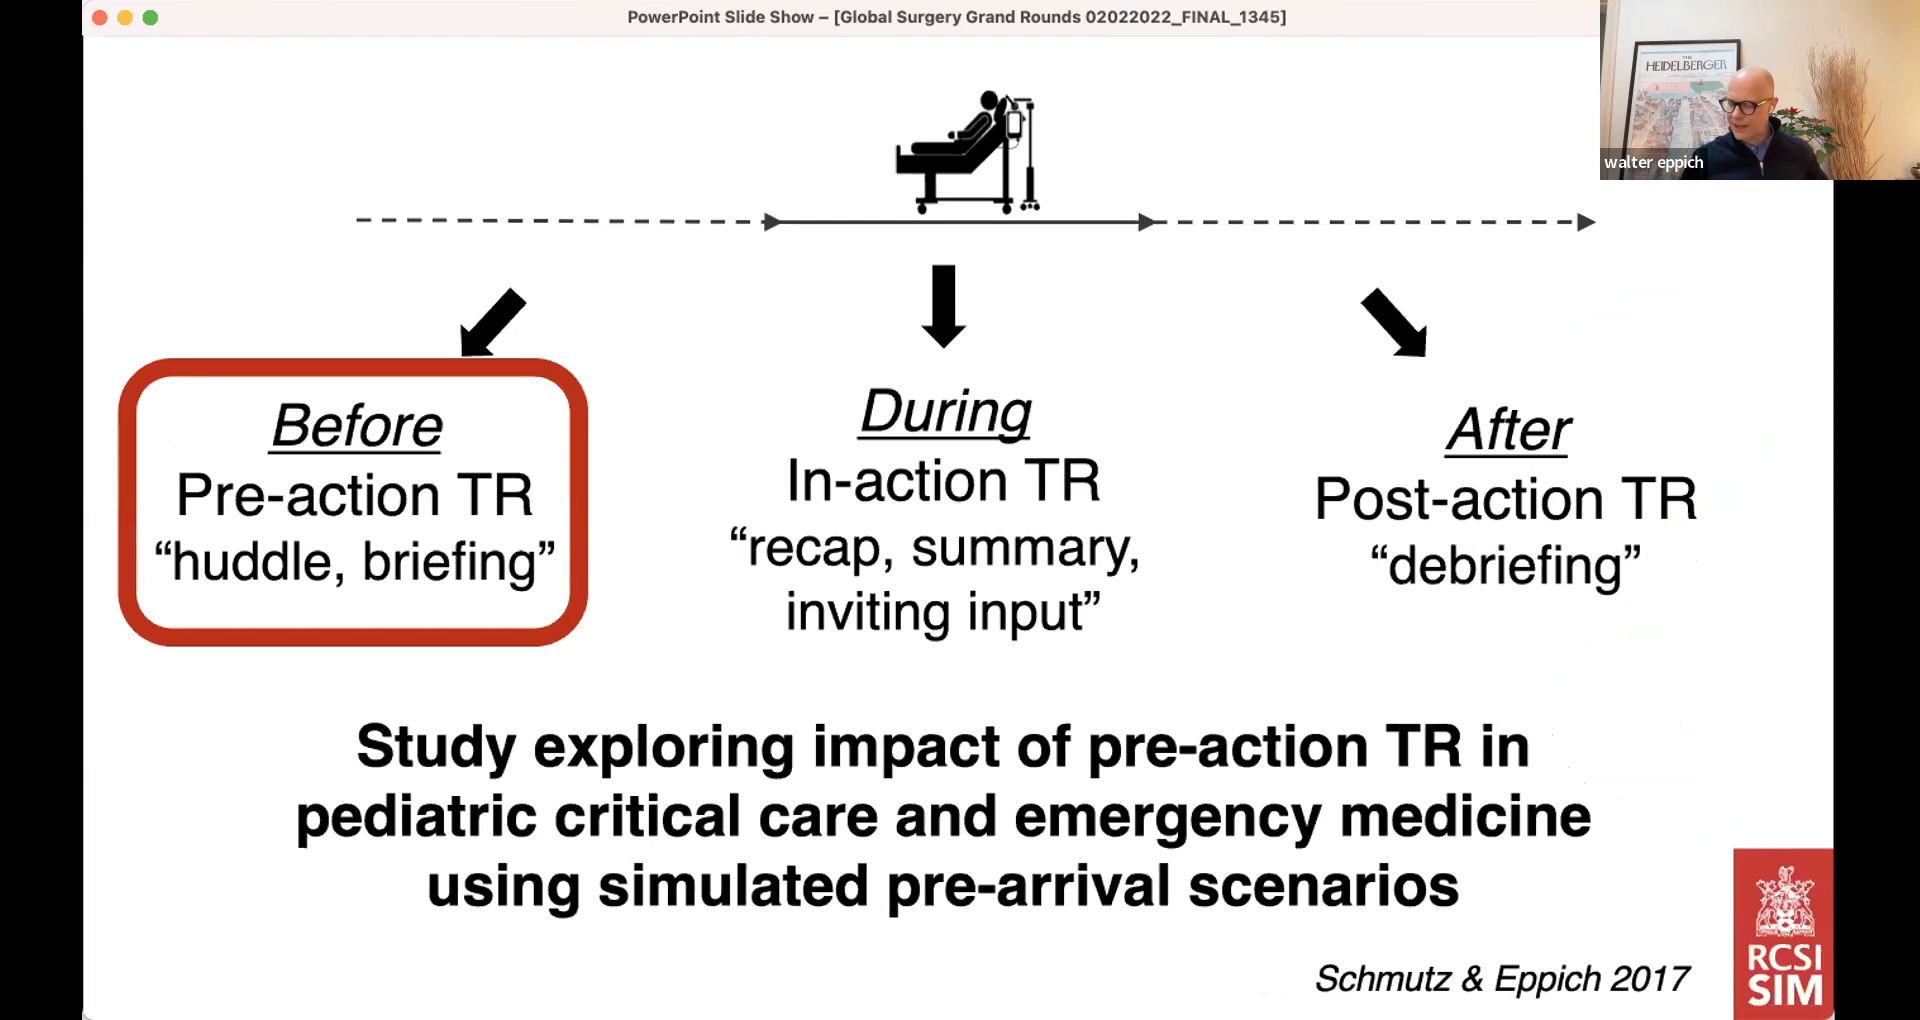 PowerPoint Slide Show – [Global Surgery Grand Rounds 02022022_FINAL_1345]
THE
HEIDELBERGER
walter eppich
Before
Pre-action TR
“huddle, briefing”
During
In-action TR
“recap, summary,
inviting input”
After
Post-action TR
“debriefing”
Study exploring impact of pre-action TR in
pediatric critical care and emergency medicine
using simulated pre-arrival scenarios
Schmutz & Eppich 2017
RCSI
SIM